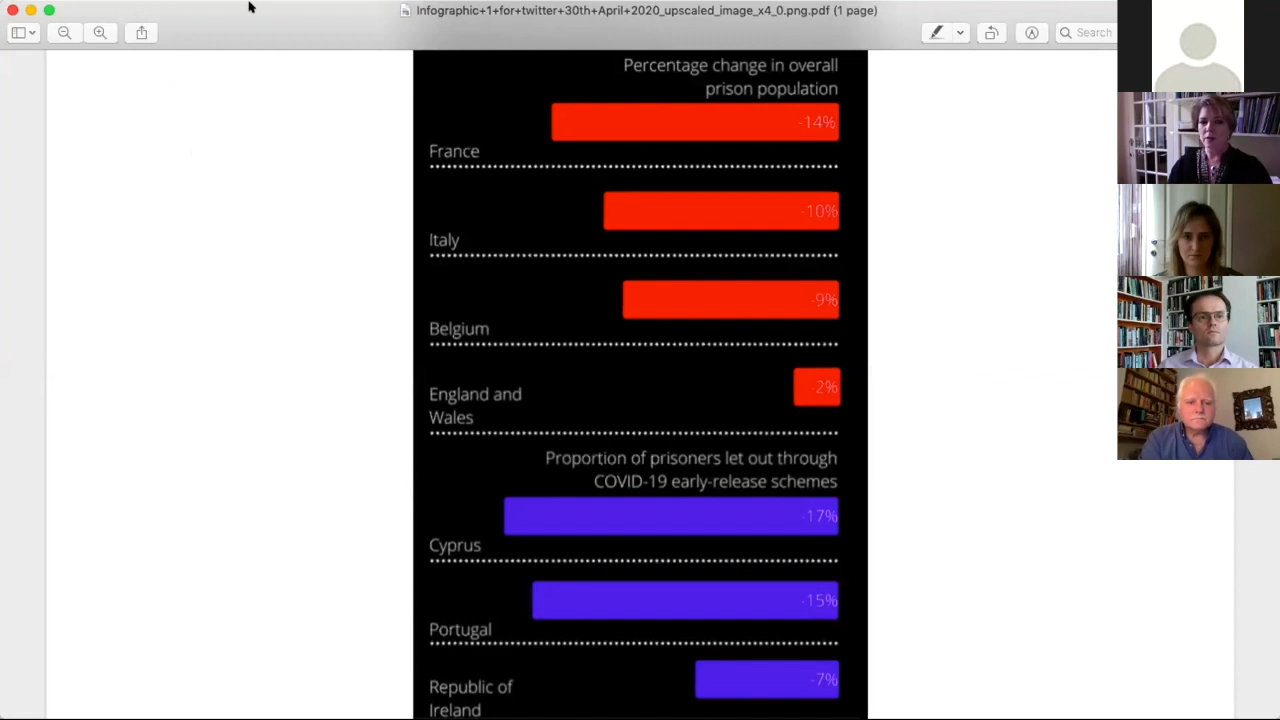 Infographic+1+for+twitter+30th+April+2020_upscaled_image_x4_0.png.pdf (1 page)
Search
Percentage change in overall
prison population
-14%
France
-10%
Italy
-9%
Belgium
-2%
England and
Wales
Proportion of prisoners let out through
COVID-19 early-release schemes
-17%
Cyprus
-15%
Portugal
-7%
Republic of
Ireland